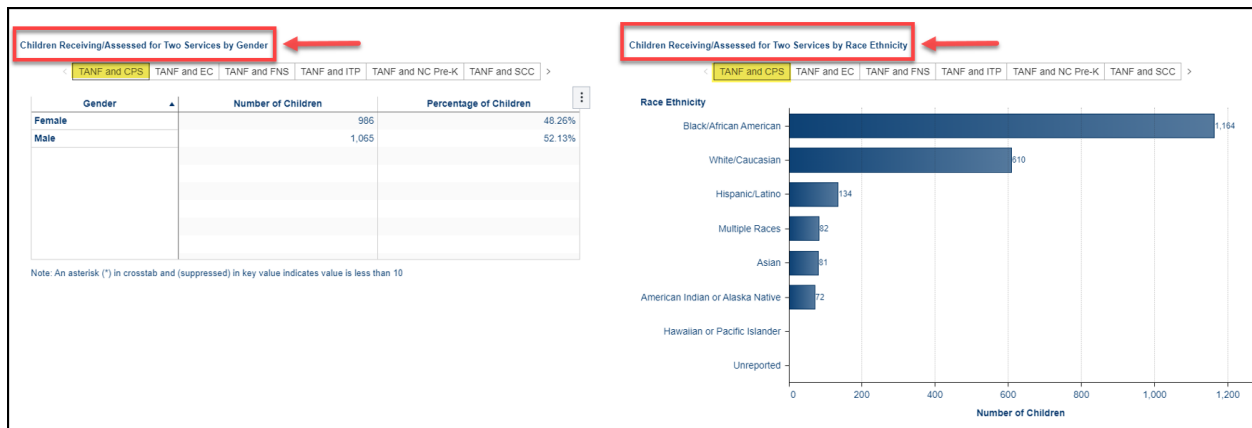 Children Receiving/Assessed for Two Services by Gender
< TANF and CPS TANF and EC TANF and FNS TANF and ITP TANF and NC Pre-K TANF and SCC >
Gender ▲ Number of Children Percentage of Children
Female 986 48.26%
Male 1,065 52.13%
Note: An asterisk (*) in crosstab and (suppressed) in key value indicates value is less than 10
Children Receiving/Assessed for Two Services by Race Ethnicity
< TANF and CPS TANF and EC TANF and FNS TANF and ITP TANF and NC Pre-K TANF and SCC >
Race Ethnicity
Black/African American 1,164
White/Caucasian 610
Hispanic/Latino 134
Multiple Races 82
Asian 81
American Indian or Alaska Native 72
Hawaiian or Pacific Islander
Unreported
0 200 400 600 800 1,000 1,200
Number of Children